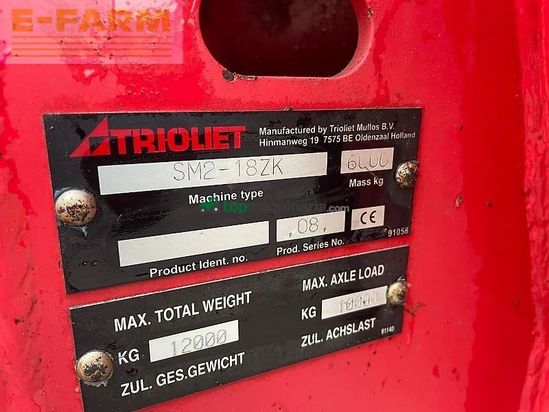 E-FARM
TRIOLIET
Manufactured by Trioliet Mullos B.V.
Hinmanweg 19 7575 BE Oldenzaal Holland
SM2-18ZK
6000
Machine type
Mass kg
08
CE
Product Ident. no.
Prod. Series No.
91058
MAX. TOTAL WEIGHT
MAX. AXLE LOAD
KG 12000
KG 10000
ZUL. GES.GEWICHT
ZUL. ACHSLAST
91140